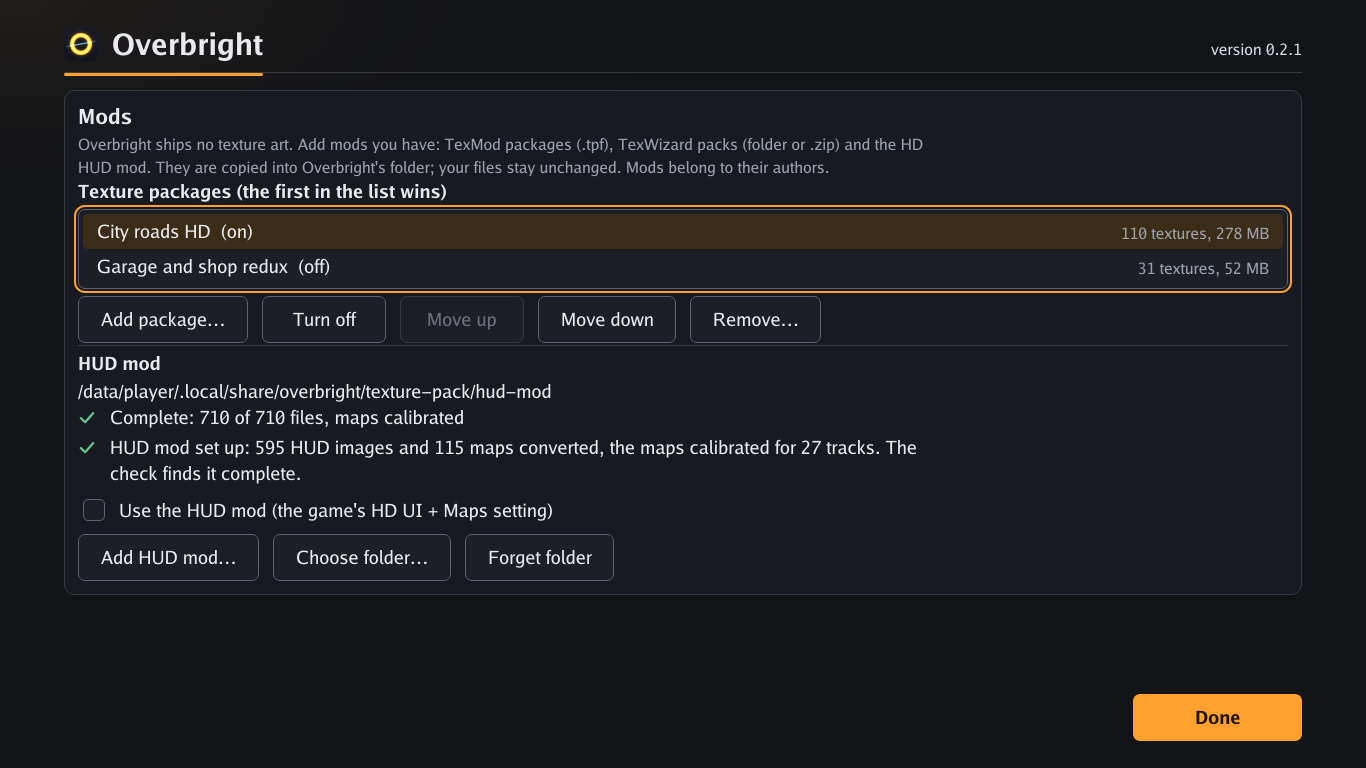 Overbright
version 0.2.1
Mods
Overbright ships no texture art. Add mods you have: TexMod packages (.tpf), TexWizard packs (folder or .zip) and the HD
HUD mod. They are copied into Overbright's folder; your files stay unchanged. Mods belong to their authors.
Texture packages (the first in the list wins)
City roads HD (on)
110 textures, 278 MB
Garage and shop redux (off)
31 textures, 52 MB
Add package...
Turn off
Move up
Move down
Remove...
HUD mod
/data/player/.local/share/overbright/texture-pack/hud-mod
Complete: 710 of 710 files, maps calibrated
HUD mod set up: 595 HUD images and 115 maps converted, the maps calibrated for 27 tracks. The
check finds it complete.
Use the HUD mod (the game's HD UI + Maps setting)
Add HUD mod...
Choose folder...
Forget folder
Done